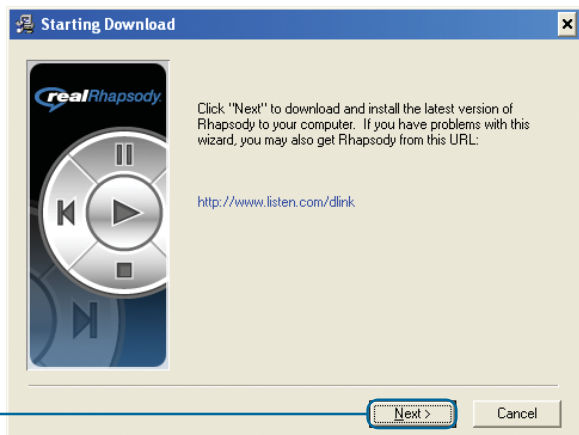 Starting Download
realRhapsody.
Click "Next" to download and install the latest version of
Rhapsody to your computer. If you have problems with this
wizard, you may also get Rhapsody from this URL:
http://www.listen.com/dlink
Next >
Cancel